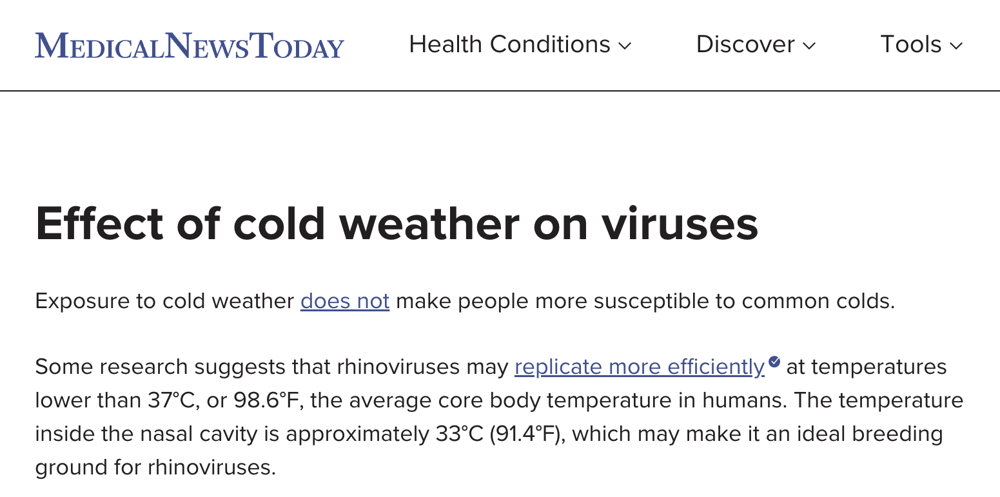 MEDICALNEWSTODAY Health Conditions Discover Tools
Effect of cold weather on viruses
Exposure to cold weather does not make people more susceptible to common colds.
Some research suggests that rhinoviruses may replicate more efficiently at temperatures
lower than 37°C, or 98.6°F, the average core body temperature in humans. The temperature
inside the nasal cavity is approximately 33°C (91.4°F), which may make it an ideal breeding
ground for rhinoviruses.